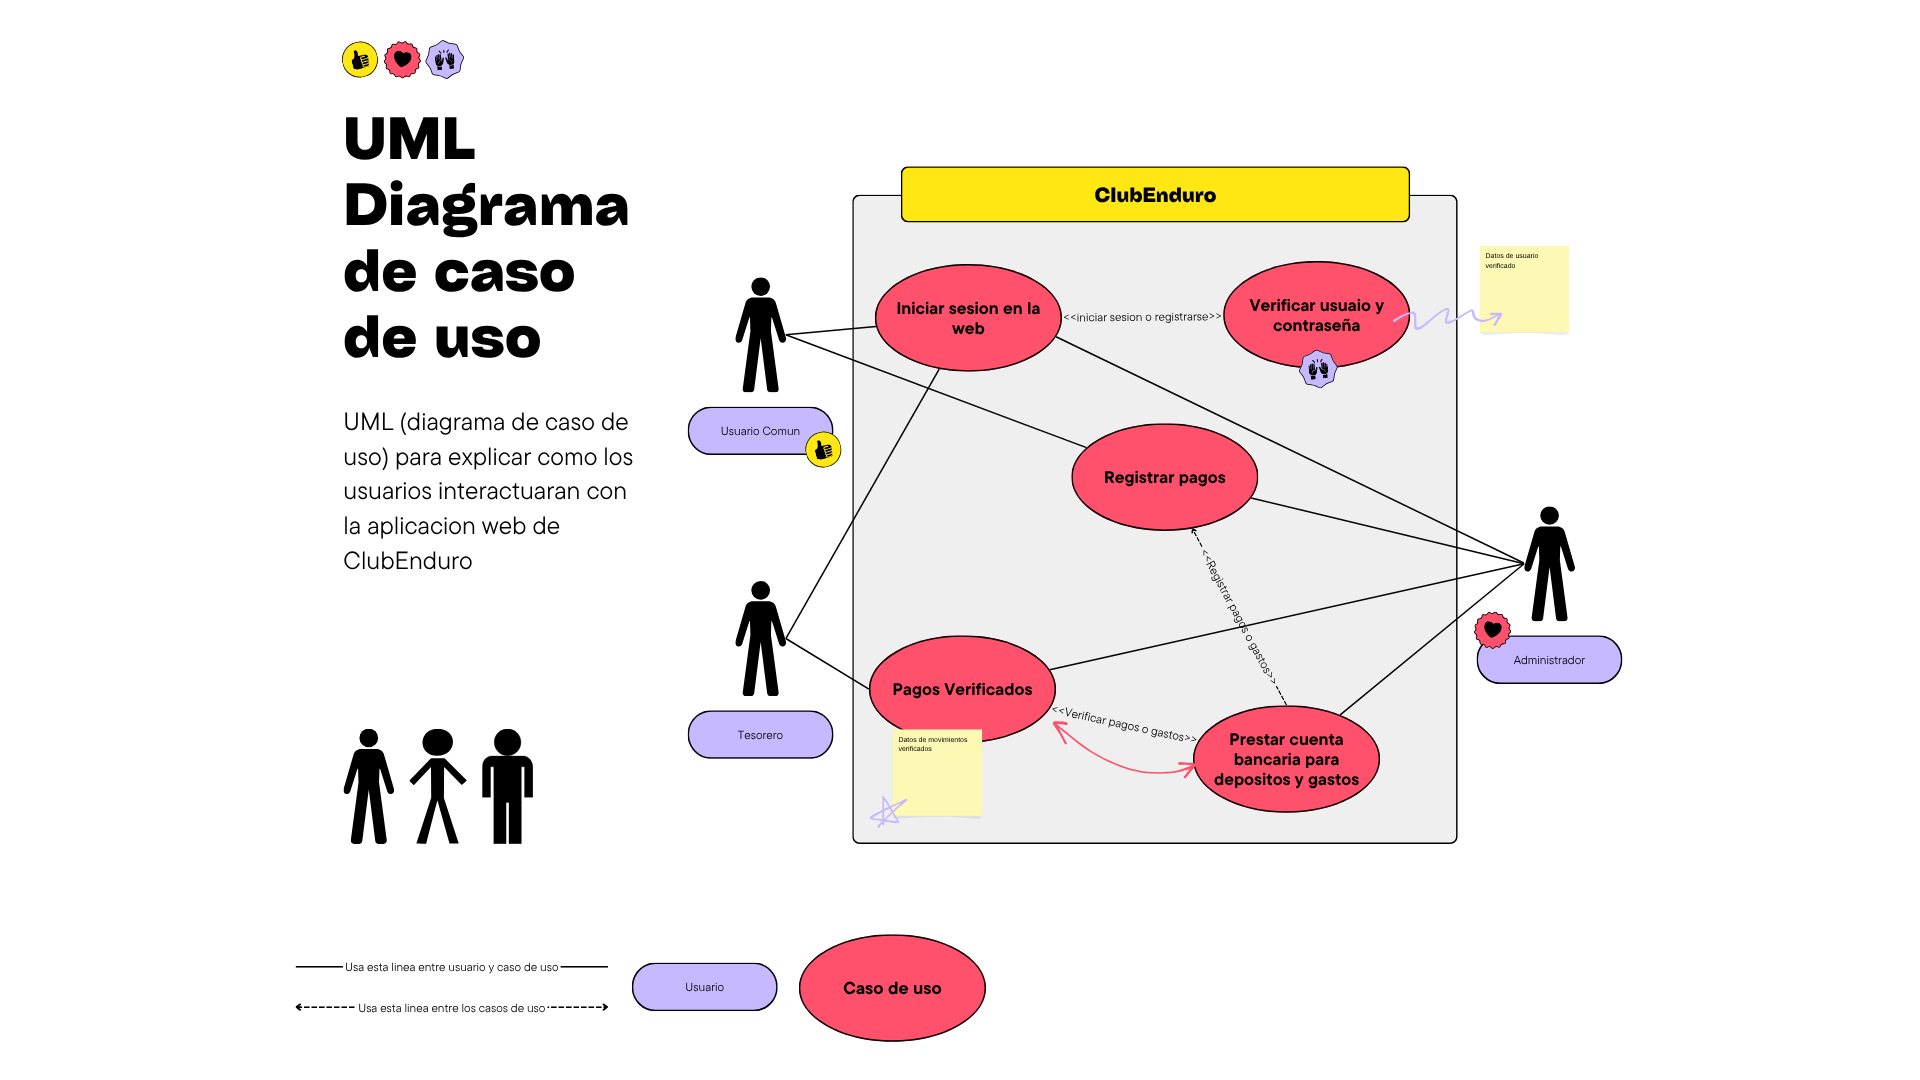 UML
Diagrama
de caso
de uso
UML (diagrama de caso de
uso) para explicar como los
usuarios interactuaran con
la aplicacion web de
ClubEnduro
ClubEnduro
Iniciar sesion en la
web
<<iniciar sesion o registrarse>>
Verificar usuaio y
contraseña
Datos de usuario
verificado
Usuario Comun
Registrar pagos
<<Registrar pagos o gastos>>
Administrador
Tesorero
Pagos Verificados
<<Verificar pagos o gastos>>
Datos de movimientos
verificados
Prestar cuenta
bancaria para
depositos y gastos
Usa esta linea entre usuario y caso de uso
Usa esta linea entre los casos de uso
Usuario
Caso de uso